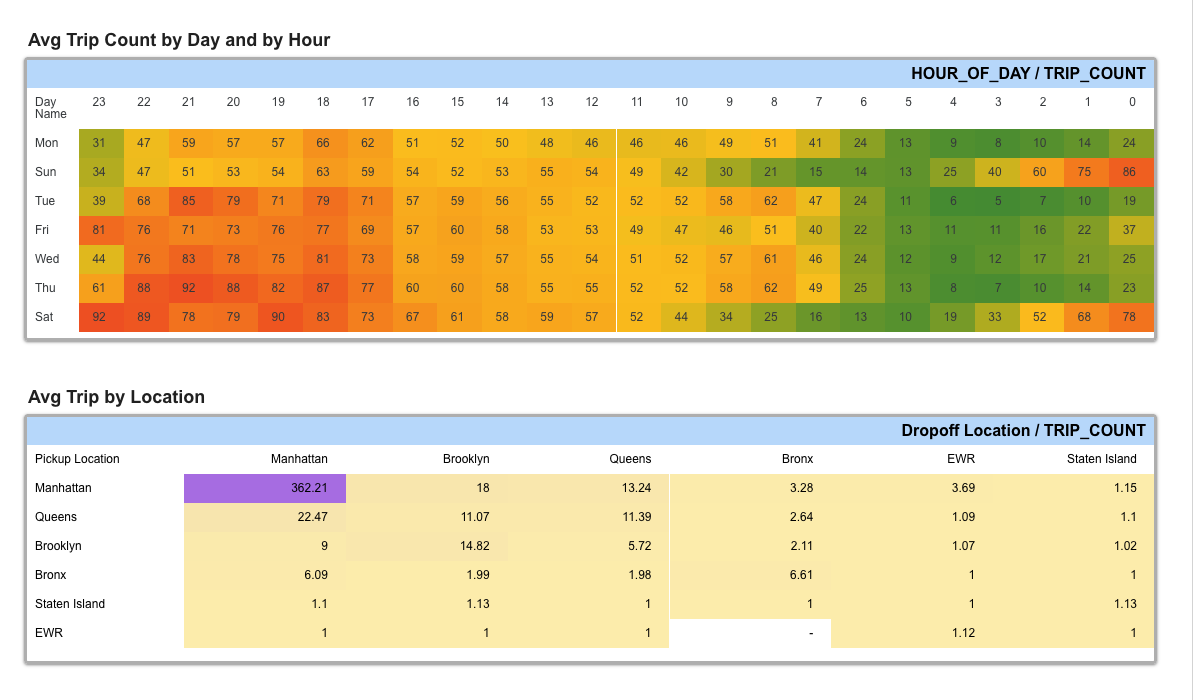 Avg Trip Count by Day and by Hour
HOUR_OF_DAY / TRIP_COUNT
Day Name 23 22 21 20 19 18 17 16 15 14 13 12 11 10 9 8 7 6 5 4 3 2 1 0
Mon 31 47 59 57 57 66 62 51 52 50 48 46 46 46 49 51 41 24 13 9 8 10 14 24
Sun 34 47 51 53 54 63 59 54 52 53 55 54 49 42 30 21 15 14 13 25 40 60 75 86
Tue 39 68 85 79 71 79 71 57 59 56 55 52 52 52 58 62 47 24 11 6 5 7 10 19
Fri 81 76 71 73 76 77 69 57 60 58 53 53 49 47 46 51 40 22 13 11 11 16 22 37
Wed 44 76 83 78 75 81 73 58 59 57 55 54 51 52 57 61 46 24 12 9 12 17 21 25
Thu 61 88 92 88 82 87 77 60 60 58 55 55 52 52 58 62 49 25 13 8 7 10 14 23
Sat 92 89 78 79 90 83 73 67 61 58 59 57 52 44 34 25 16 13 10 19 33 52 68 78
Avg Trip by Location
Dropoff Location / TRIP_COUNT
Pickup Location Manhattan Brooklyn Queens Bronx EWR Staten Island
Manhattan 362.21 18 13.24 3.28 3.69 1.15
Queens 22.47 11.07 11.39 2.64 1.09 1.1
Brooklyn 9 14.82 5.72 2.11 1.07 1.02
Bronx 6.09 1.99 1.98 6.61 1 1
Staten Island 1.1 1.13 1 1 1 1.13
EWR 1 1 1 - 1.12 1